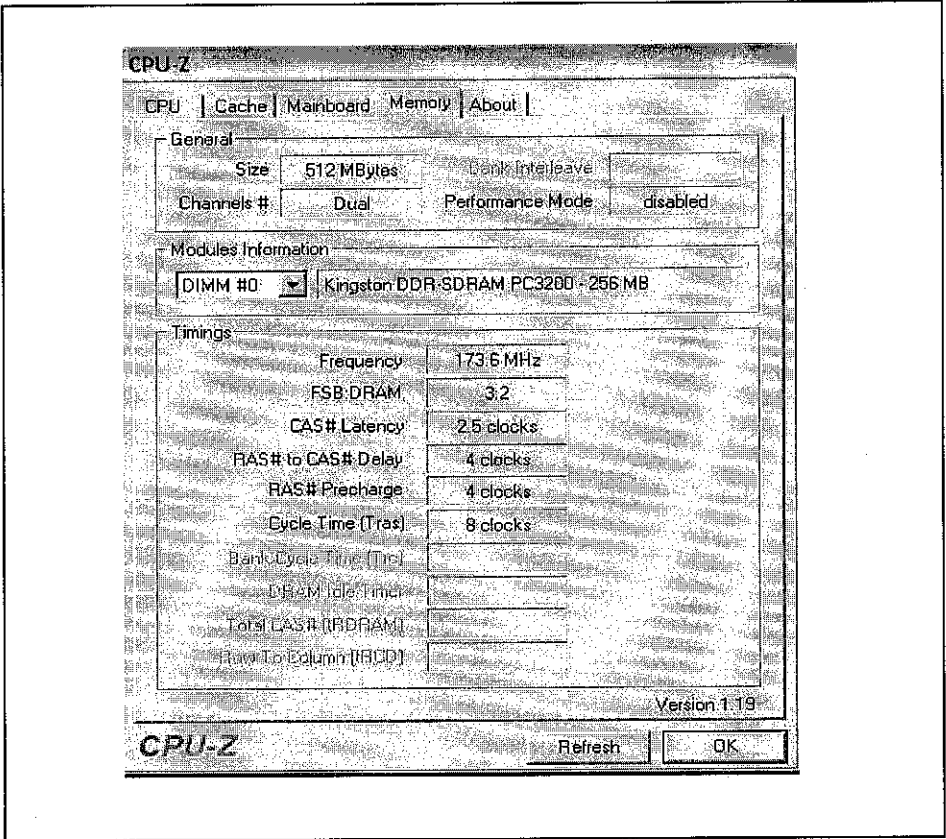 CPU-Z
CPU Cache Mainboard Memory About
General
Size 512 MBytes Bank Interleave
Channels # Dual Performance Mode disabled
Modules Information
DIMM #0 Kingston DDR-SDRAM PC3200 - 256 MB
Timings
Frequency 173.6 MHz
FSB:DRAM 3:2
CAS# Latency 2.5 clocks
RAS# to CAS# Delay 4 clocks
RAS# Precharge 4 clocks
Cycle Time (Tras) 8 clocks
Bank Cycle Time (Trc)
DRAM Idle Timer
Total CAS# (tRDRAM)
Row To Column (tRCD)
Version 1.19
CPU-Z Refresh OK